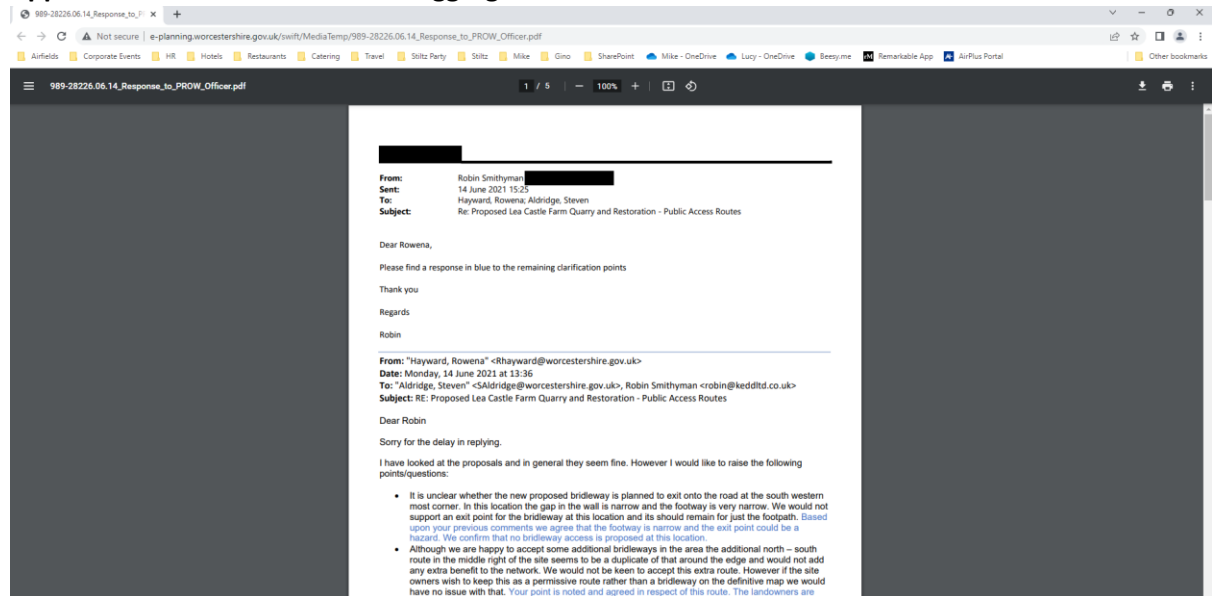 989-28226.06.14_Response_to_P
Not secure | e-planning.worcestershire.gov.uk/swift/MediaTemp/989-28226.06.14_Response_to_PROW_Officer.pdf
Airfields Corporate Events HR Hotels Restaurants Catering Travel Stiltz Party Stiltz Mike Gino SharePoint Mike - OneDrive Lucy - OneDrive Beesy.me Remarkable App AirPlus Portal Other bookmarks
989-28226.06.14_Response_to_PROW_Officer.pdf 1 / 5 | − 100% +
From: Robin Smithyman
Sent: 14 June 2021 15:25
To: Hayward, Rowena; Aldridge, Steven
Subject: Re: Proposed Lea Castle Farm Quarry and Restoration - Public Access Routes
Dear Rowena,
Please find a response in blue to the remaining clarification points
Thank you
Regards
Robin
From: "Hayward, Rowena" <Rhayward@worcestershire.gov.uk>
Date: Monday, 14 June 2021 at 13:36
To: "Aldridge, Steven" <SAldridge@worcestershire.gov.uk>, Robin Smithyman <robin@keddltd.co.uk>
Subject: RE: Proposed Lea Castle Farm Quarry and Restoration - Public Access Routes
Dear Robin
Sorry for the delay in replying.
I have looked at the proposals and in general they seem fine. However I would like to raise the following
points/questions:
• It is unclear whether the new proposed bridleway is planned to exit onto the road at the south western
most corner. In this location the gap in the wall is narrow and the footway is very narrow. We would not
support an exit point for the bridleway at this location and its should remain for just the footpath. Based
upon your previous comments we agree that the footway is narrow and the exit point could be a
hazard. We confirm that no bridleway access is proposed at this location.
• Although we are happy to accept some additional bridleways in the area the additional north – south
route in the middle right of the site seems to be a duplicate of that around the edge and would not add
any extra benefit to the network. We would not be keen to accept this extra route. However if the site
owners wish to keep this as a permissive route rather than a bridleway on the definitive map we would
have no issue with that. Your point is noted and agreed in respect of this route. The landowners are